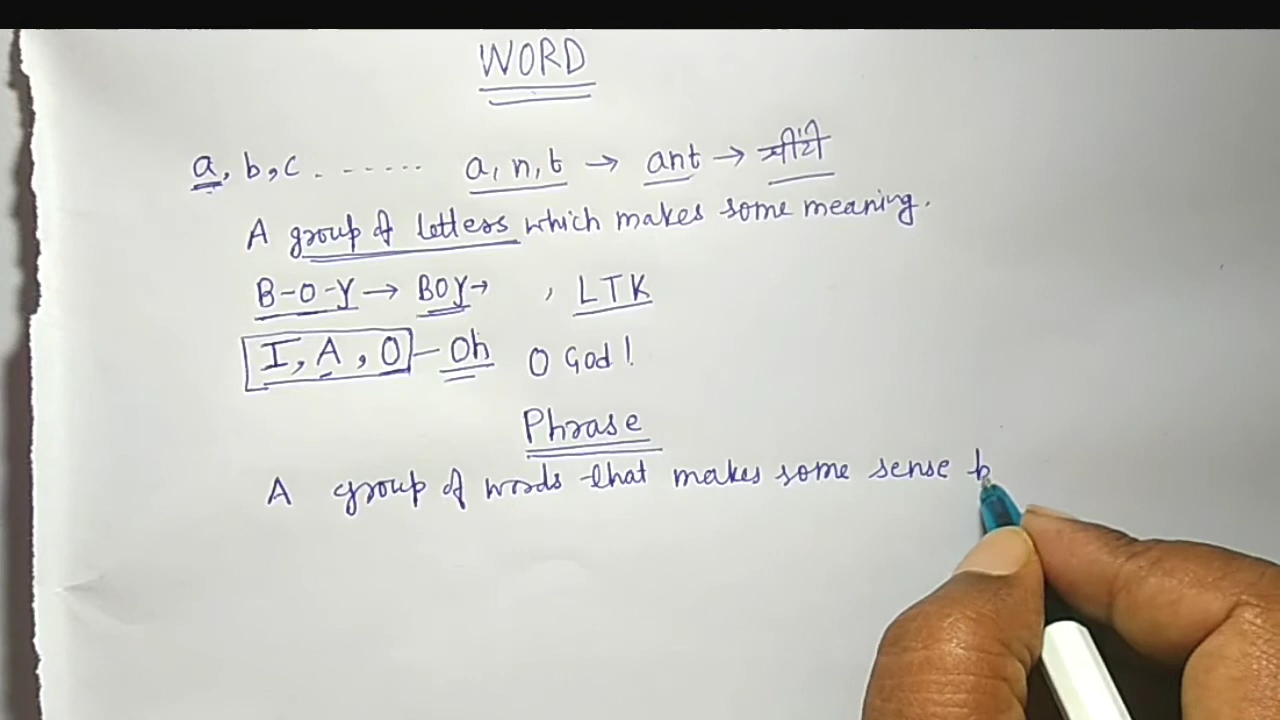 WORD
a, b, c . - - - - - - a, n, t → ant →
A group of letters which makes some meaning.
B-O-Y → BOY → , LTK
I, A, O - Oh O God!
Phrase
A group of words that makes some sense b